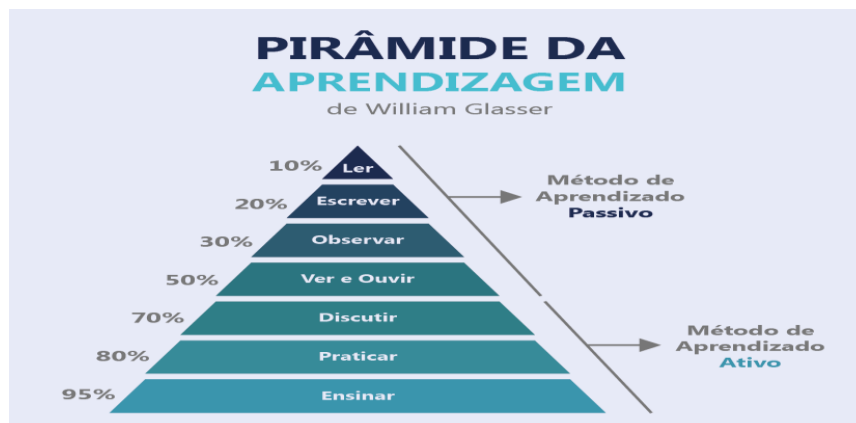 PIRÂMIDE DA
APRENDIZAGEM
de William Glasser
10% Ler
20% Escrever
30% Observar
50% Ver e Ouvir
70% Discutir
80% Praticar
95% Ensinar
Método de
Aprendizado
Passivo
Método de
Aprendizado
Ativo